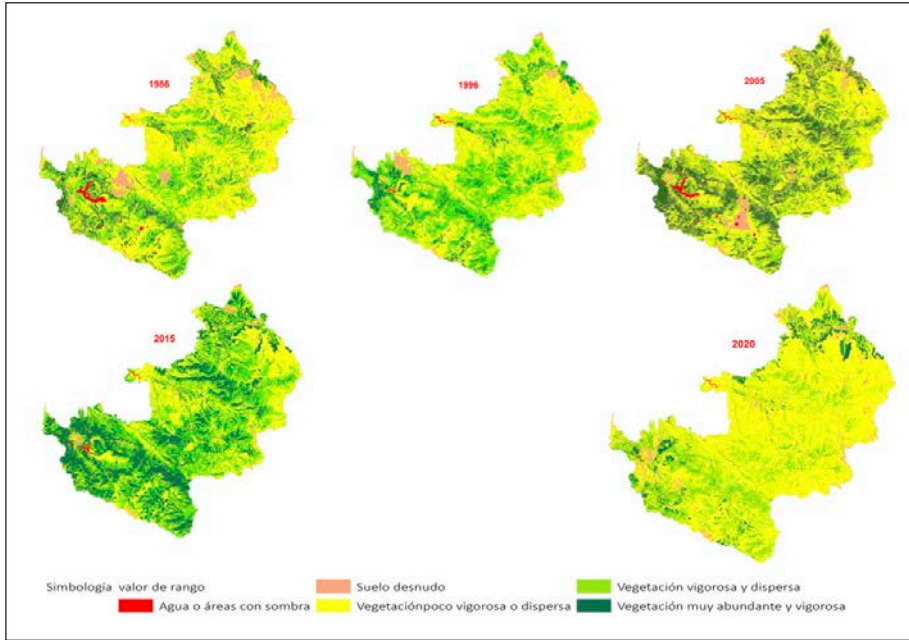 1986
1996
2005
2015
2020
Simbología valor de rango
Suelo desnudo
Vegetación vigorosa y dispersa
Agua o áreas con sombra
Vegetaciónpoco vigorosa o dispersa
Vegetación muy abundante y vigorosa